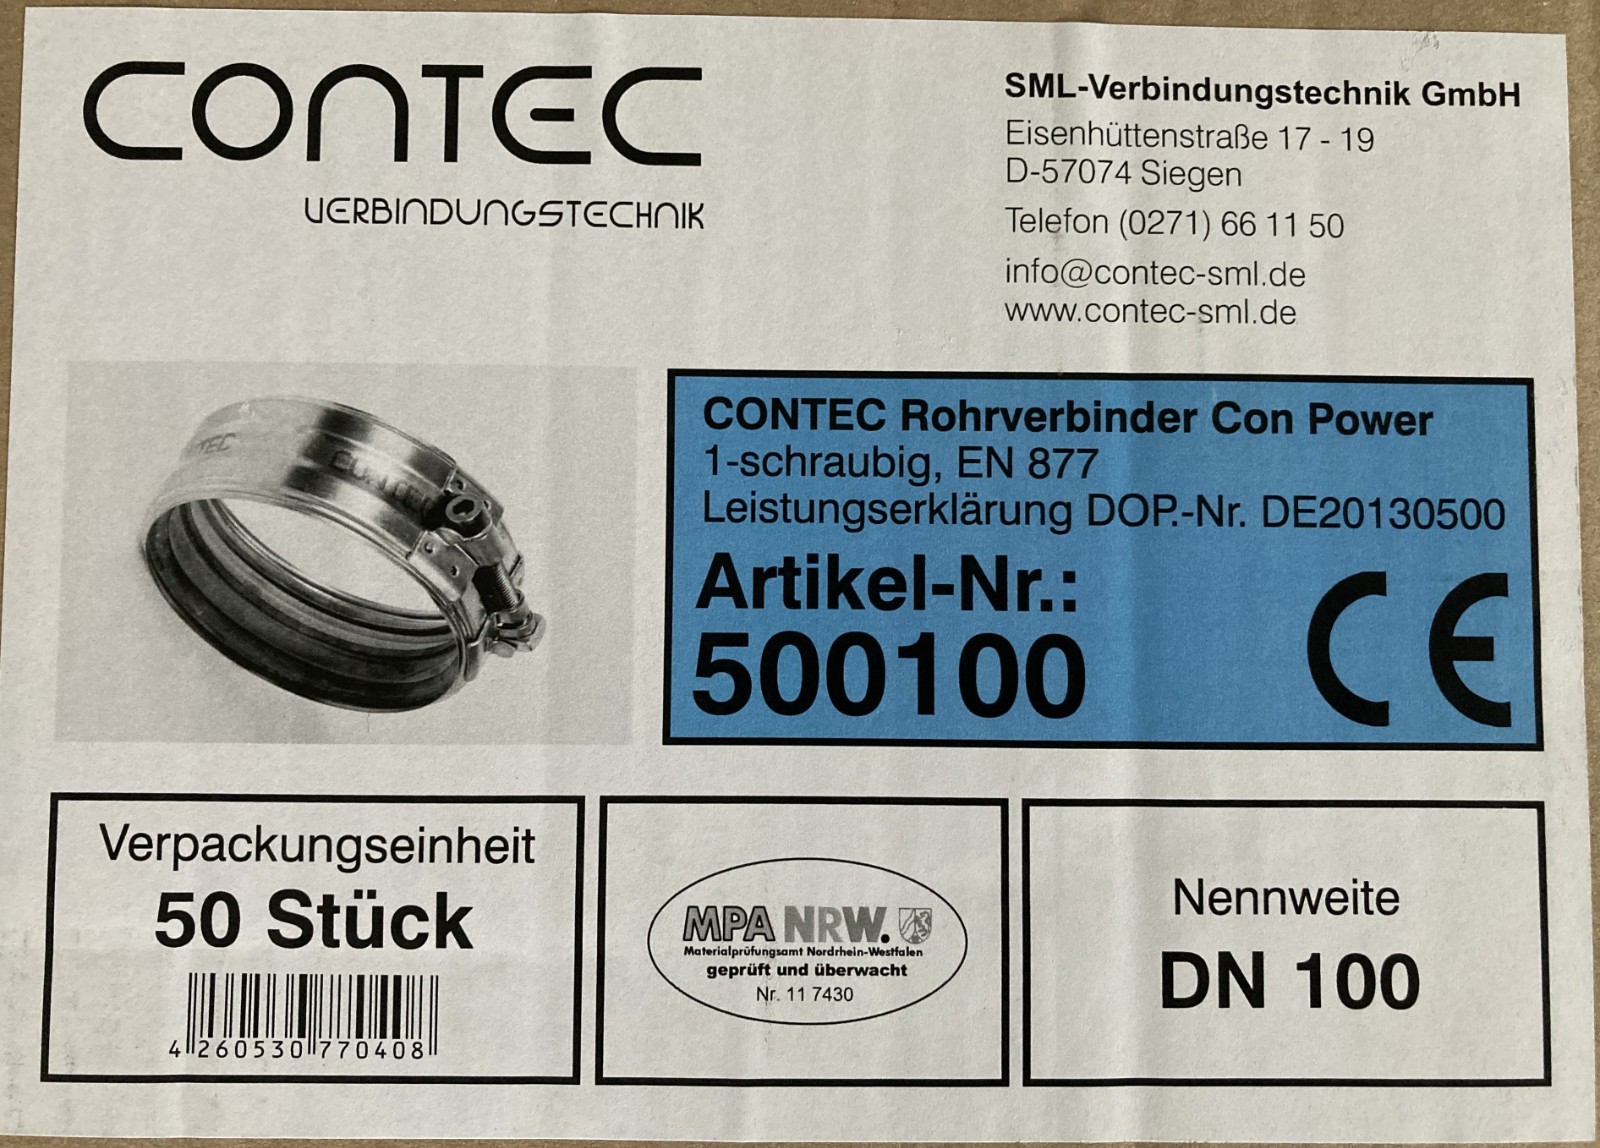 CONTEC
VERBINDUNGSTECHNIK
SML-Verbindungstechnik GmbH
Eisenhüttenstraße 17 - 19
D-57074 Siegen
Telefon (0271) 66 11 50
info@contec-sml.de
www.contec-sml.de
CONTEC
CONTEC Rohrverbinder Con Power
1-schraubig, EN 877
Leistungserklärung DOP.-Nr. DE20130500
Artikel-Nr.:
500100
CE
Verpackungseinheit
50 Stück
4 260530 770408
MPA NRW.
Materialprüfungsamt Nordrhein-Westfalen
geprüft und überwacht
Nr. 11 7430
Nennweite
DN 100